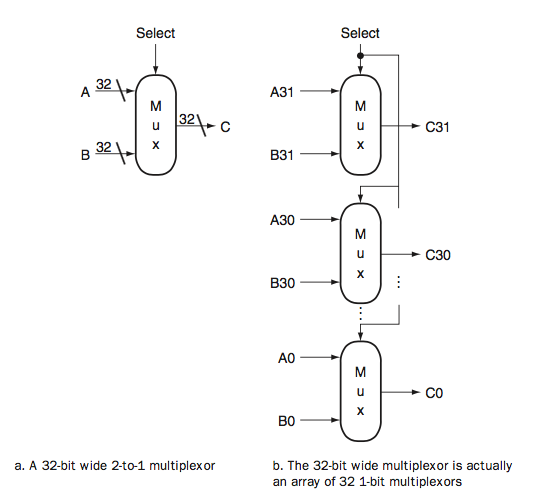 Select
A
32
M
u
x
32
C
B
32
a. A 32-bit wide 2-to-1 multiplexor
Select
A31
M
u
x
C31
B31
A30
M
u
x
C30
B30
A0
M
u
x
C0
B0
b. The 32-bit wide multiplexor is actually
an array of 32 1-bit multiplexors